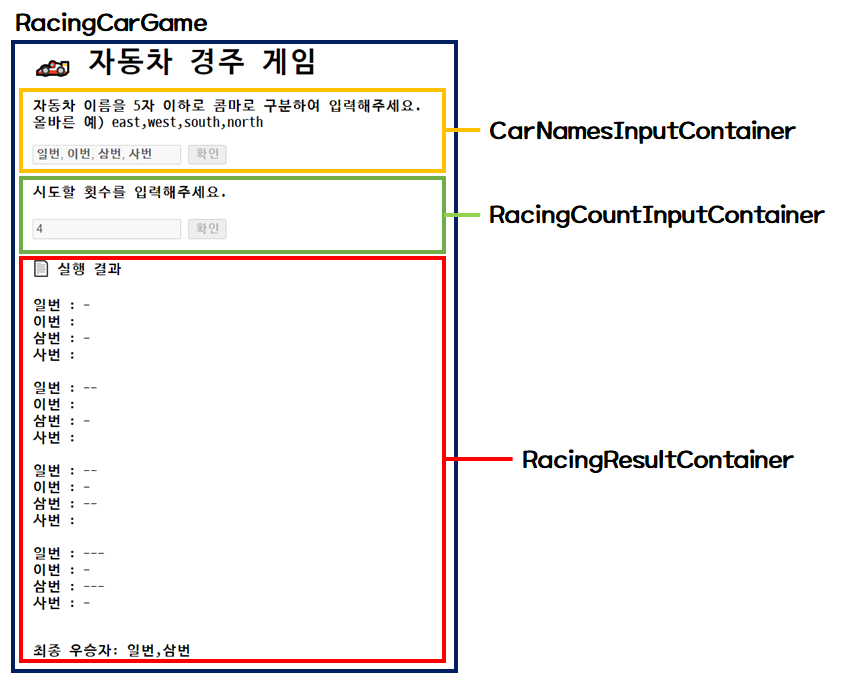 RacingCarGame
자동차 경주 게임
자동차 이름을 5자 이하로 콤마로 구분하여 입력해주세요.
올바른 예) east,west,south,north
일번, 이번, 삼번, 사번 확인
CarNamesInputContainer
시도할 횟수를 입력해주세요.
4 확인
RacingCountInputContainer
실행 결과
일번 : -
이번 :
삼번 : -
사번 :
일번 : --
이번 :
삼번 : -
사번 :
일번 : --
이번 : -
삼번 : --
사번 :
일번 : ---
이번 : -
삼번 : ---
사번 : -
최종 우승자: 일번,삼번
RacingResultContainer